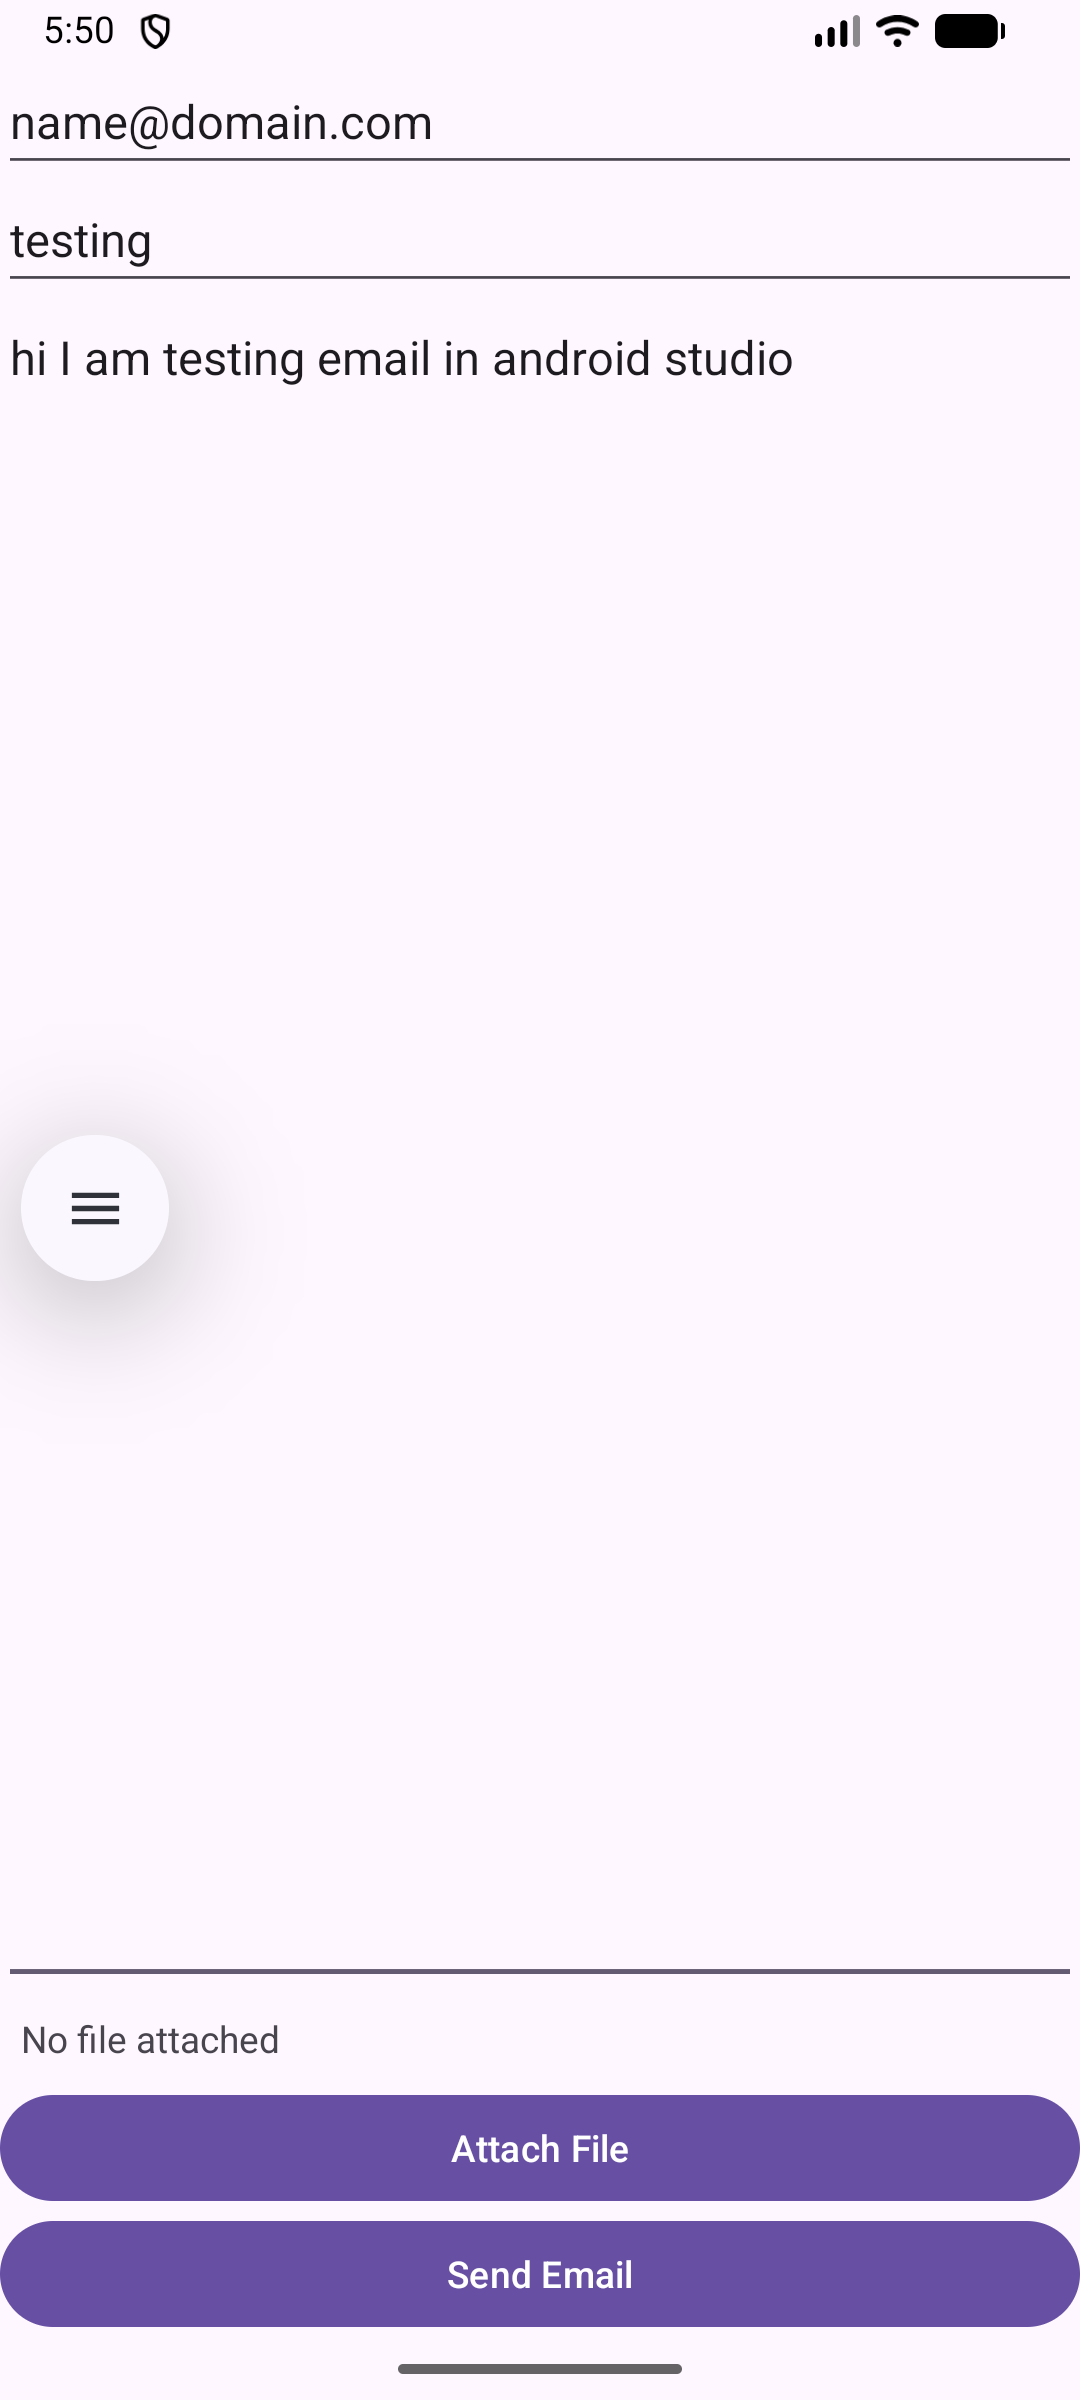 5:50
name@domain.com
testing
hi I am testing email in android studio
No file attached
Attach File
Send Email